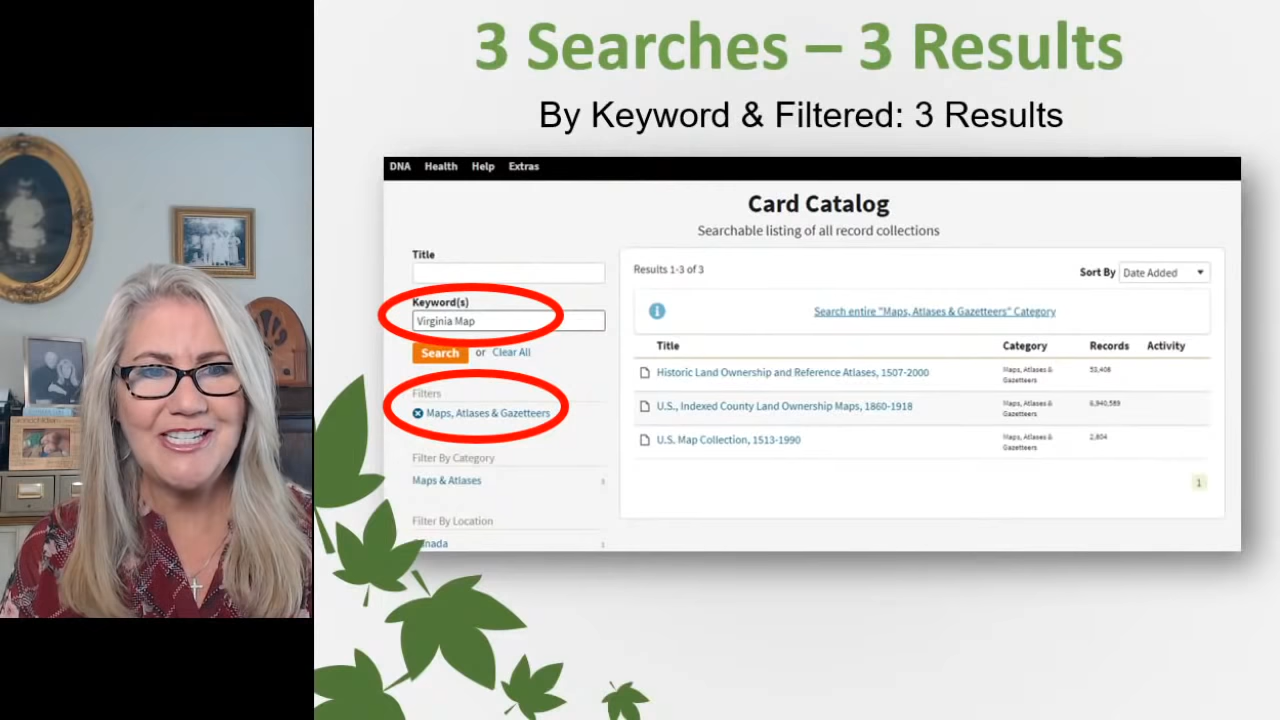 3 Searches – 3 Results
By Keyword & Filtered: 3 Results
DNA Health Help Extras
Card Catalog
Searchable listing of all record collections
Title
Keyword(s)
Virginia Map
Search or Clear All
Filters
Maps, Atlases & Gazetteers
Filter By Category
Maps & Atlases 3
Filter By Location
Results 1-3 of 3
Sort By Date Added
Search entire "Maps, Atlases & Gazetteers" Category
Title Category Records Activity
Historic Land Ownership and Reference Atlases, 1507-2000 Maps, Atlases & 53,408
Gazetteers
U.S., Indexed County Land Ownership Maps, 1860-1918 Maps, Atlases &
Gazetteers
U.S. Map Collection, 1513-1990 Maps, Atlases & 2,804
Gazetteers
1